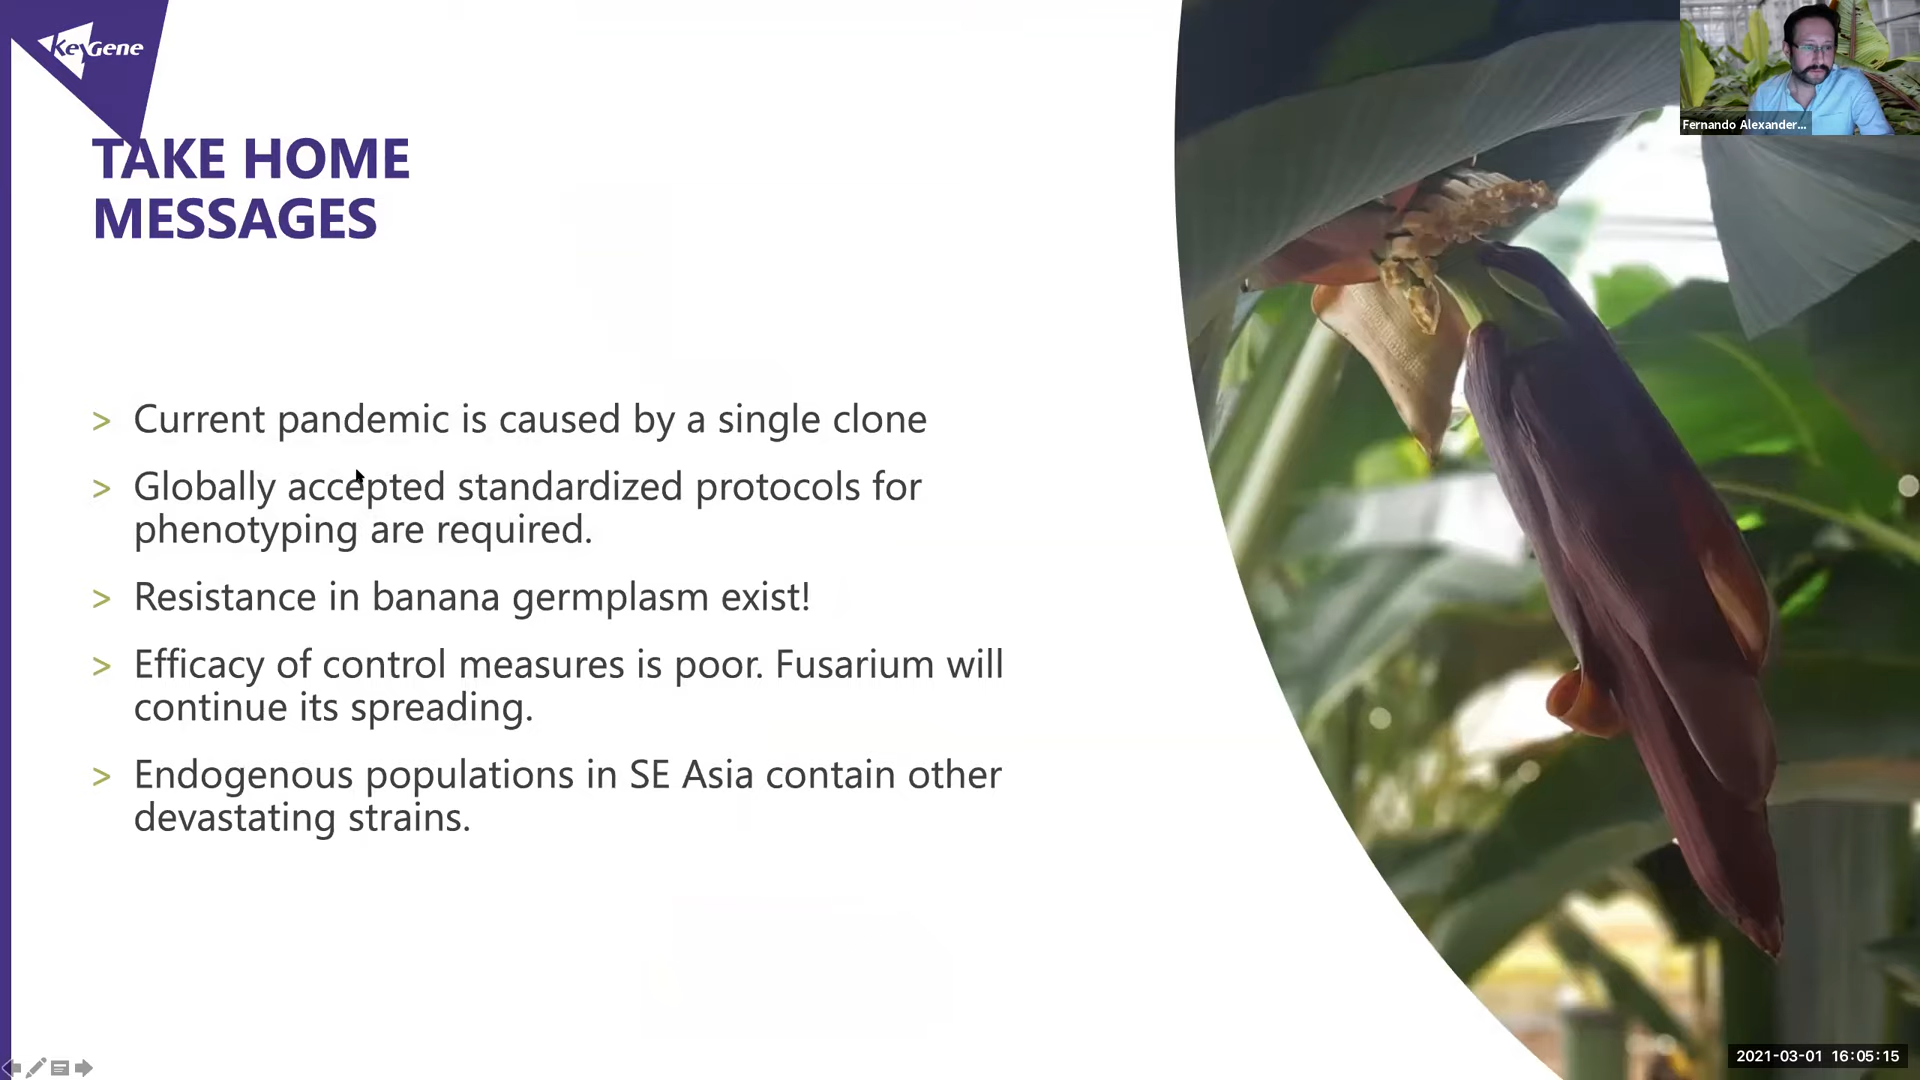 KeyGene
Fernando Alexander...
TAKE HOME
MESSAGES
> Current pandemic is caused by a single clone
> Globally accepted standardized protocols for
phenotyping are required.
> Resistance in banana germplasm exist!
> Efficacy of control measures is poor. Fusarium will
continue its spreading.
> Endogenous populations in SE Asia contain other
devastating strains.
2021-03-01 16:05:15